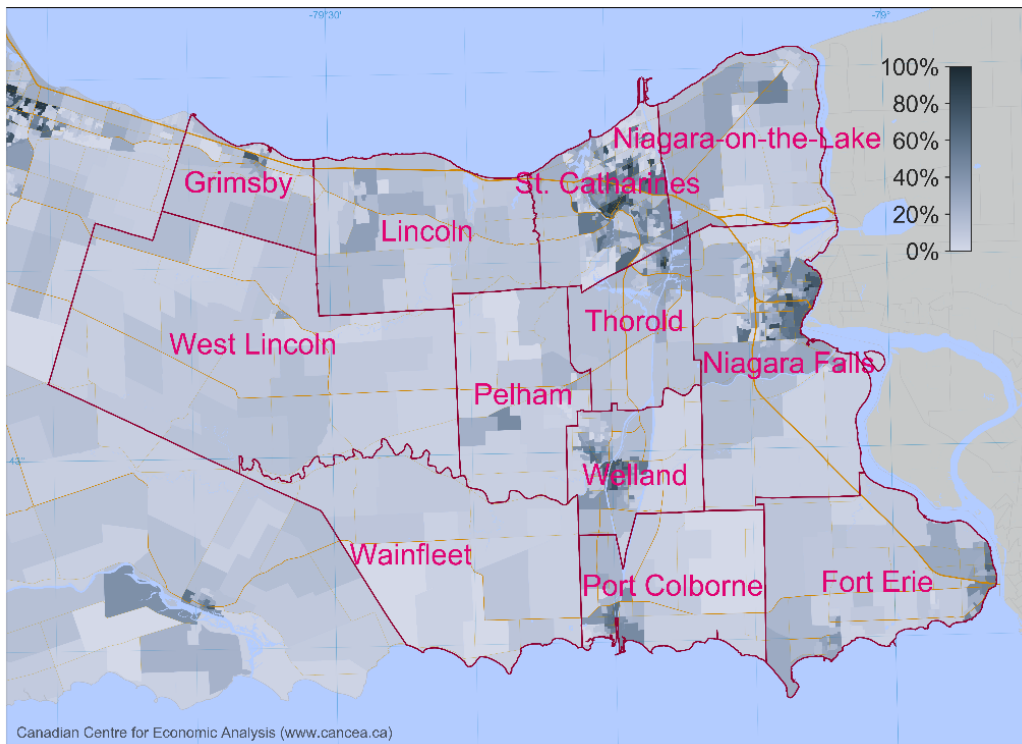 -79°30'
-79°
100%
80%
60%
40%
20%
0%
Niagara-on-the-Lake
Grimsby
St. Catharines
Lincoln
Thorold
West Lincoln
Niagara Falls
Pelham
-43°
Welland
Wainfleet
Port Colborne
Fort Erie
Canadian Centre for Economic Analysis (www.cancea.ca)